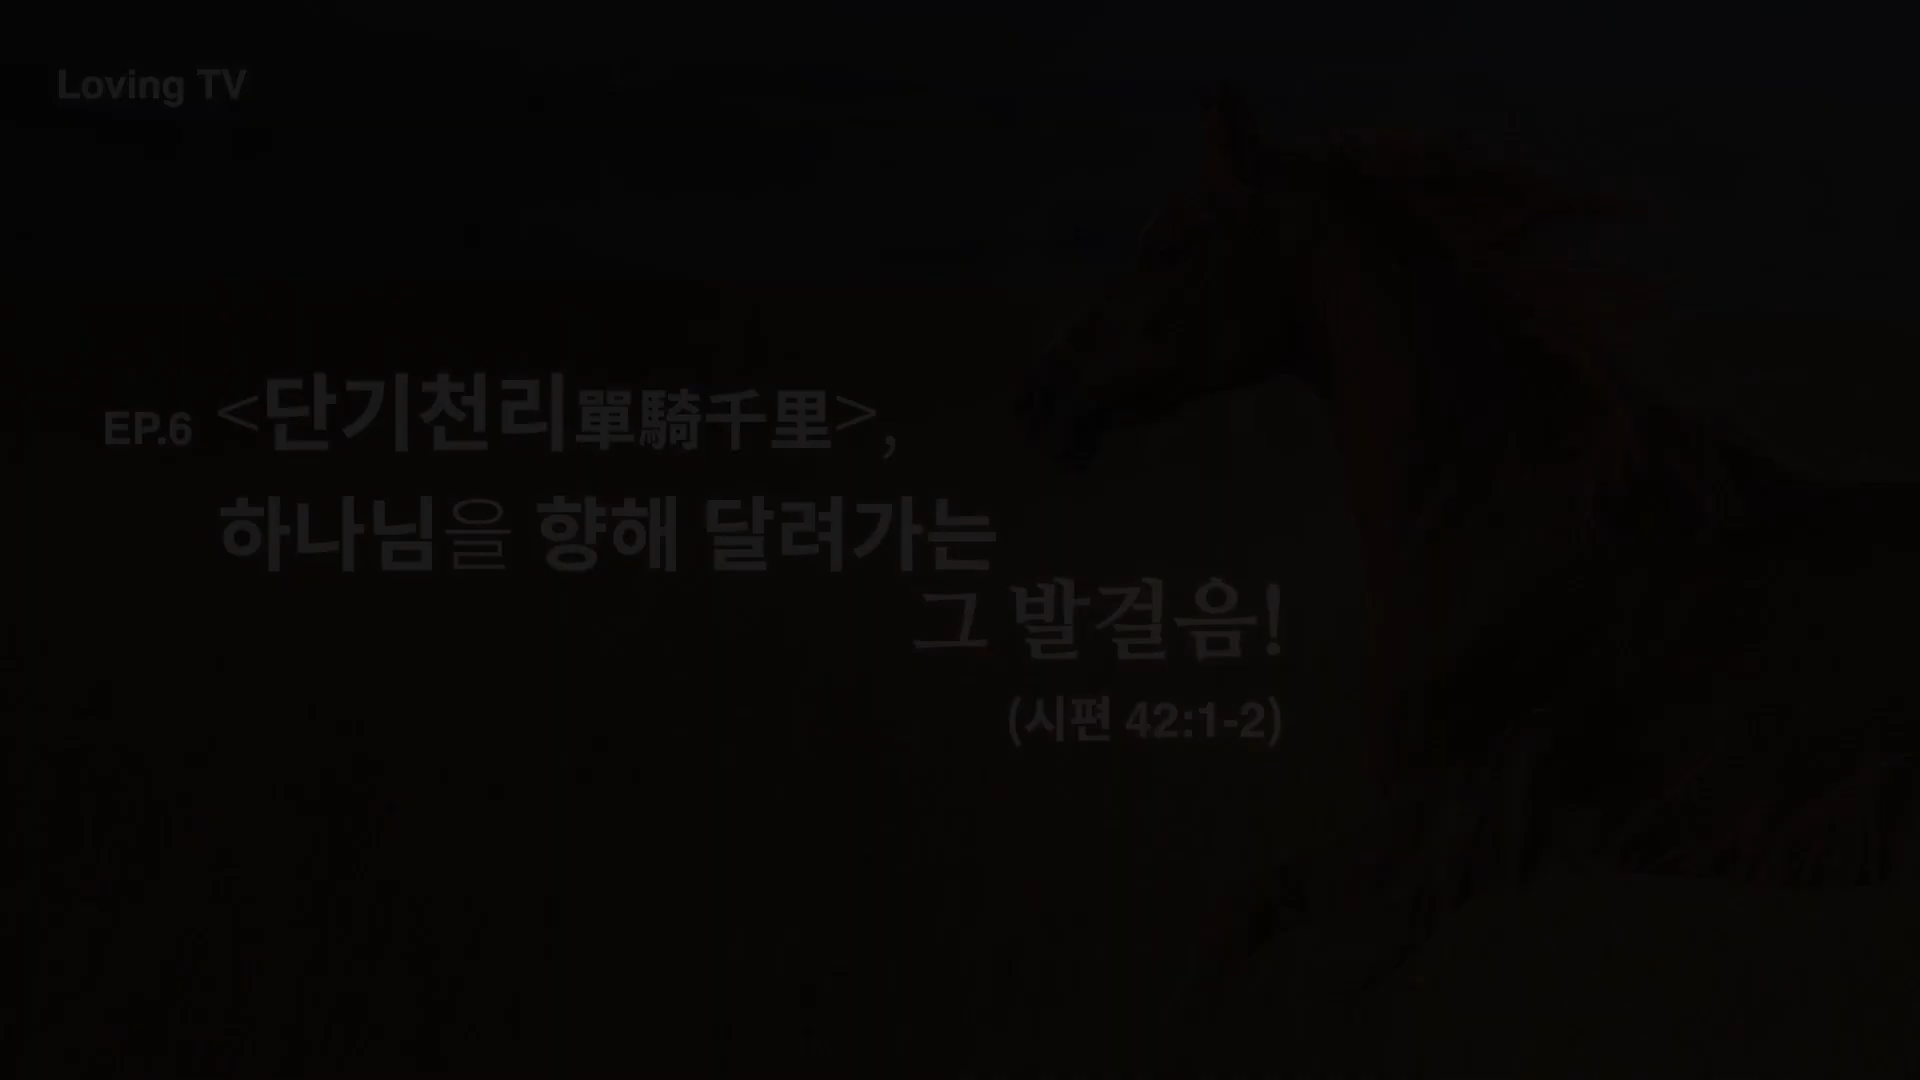 Loving TV
EP.6 <단기천리單騎千里>,
하나님을 향해 달려가는
그 발걸음!
(시편 42:1-2)